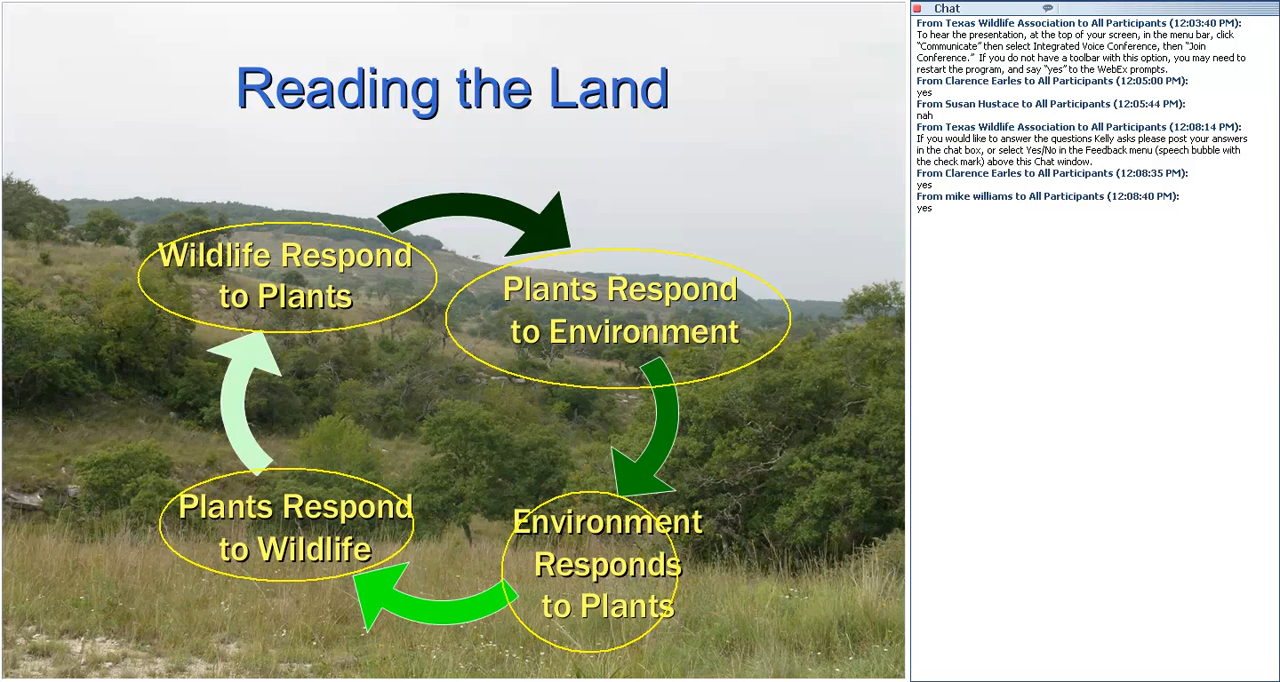 Reading the Land
Wildlife Respond
to Plants
Plants Respond
to Environment
Environment
Responds
to Plants
Plants Respond
to Wildlife
Chat
From Texas Wildlife Association to All Participants (12:03:40 PM):
To hear the presentation, at the top of your screen, in the menu bar, click
"Communicate" then select Integrated Voice Conference, then "Join
Conference." If you do not have a toolbar with this option, you may need to
restart the program, and say "yes" to the WebEx prompts.
From Clarence Earles to All Participants (12:05:00 PM):
yes
From Susan Hustace to All Participants (12:05:44 PM):
nah
From Texas Wildlife Association to All Participants (12:08:14 PM):
If you would like to answer the questions Kelly asks please post your answers
in the chat box, or select Yes/No in the Feedback menu (speech bubble with
the check mark) above this Chat window.
From Clarence Earles to All Participants (12:08:35 PM):
yes
From mike williams to All Participants (12:08:40 PM):
yes